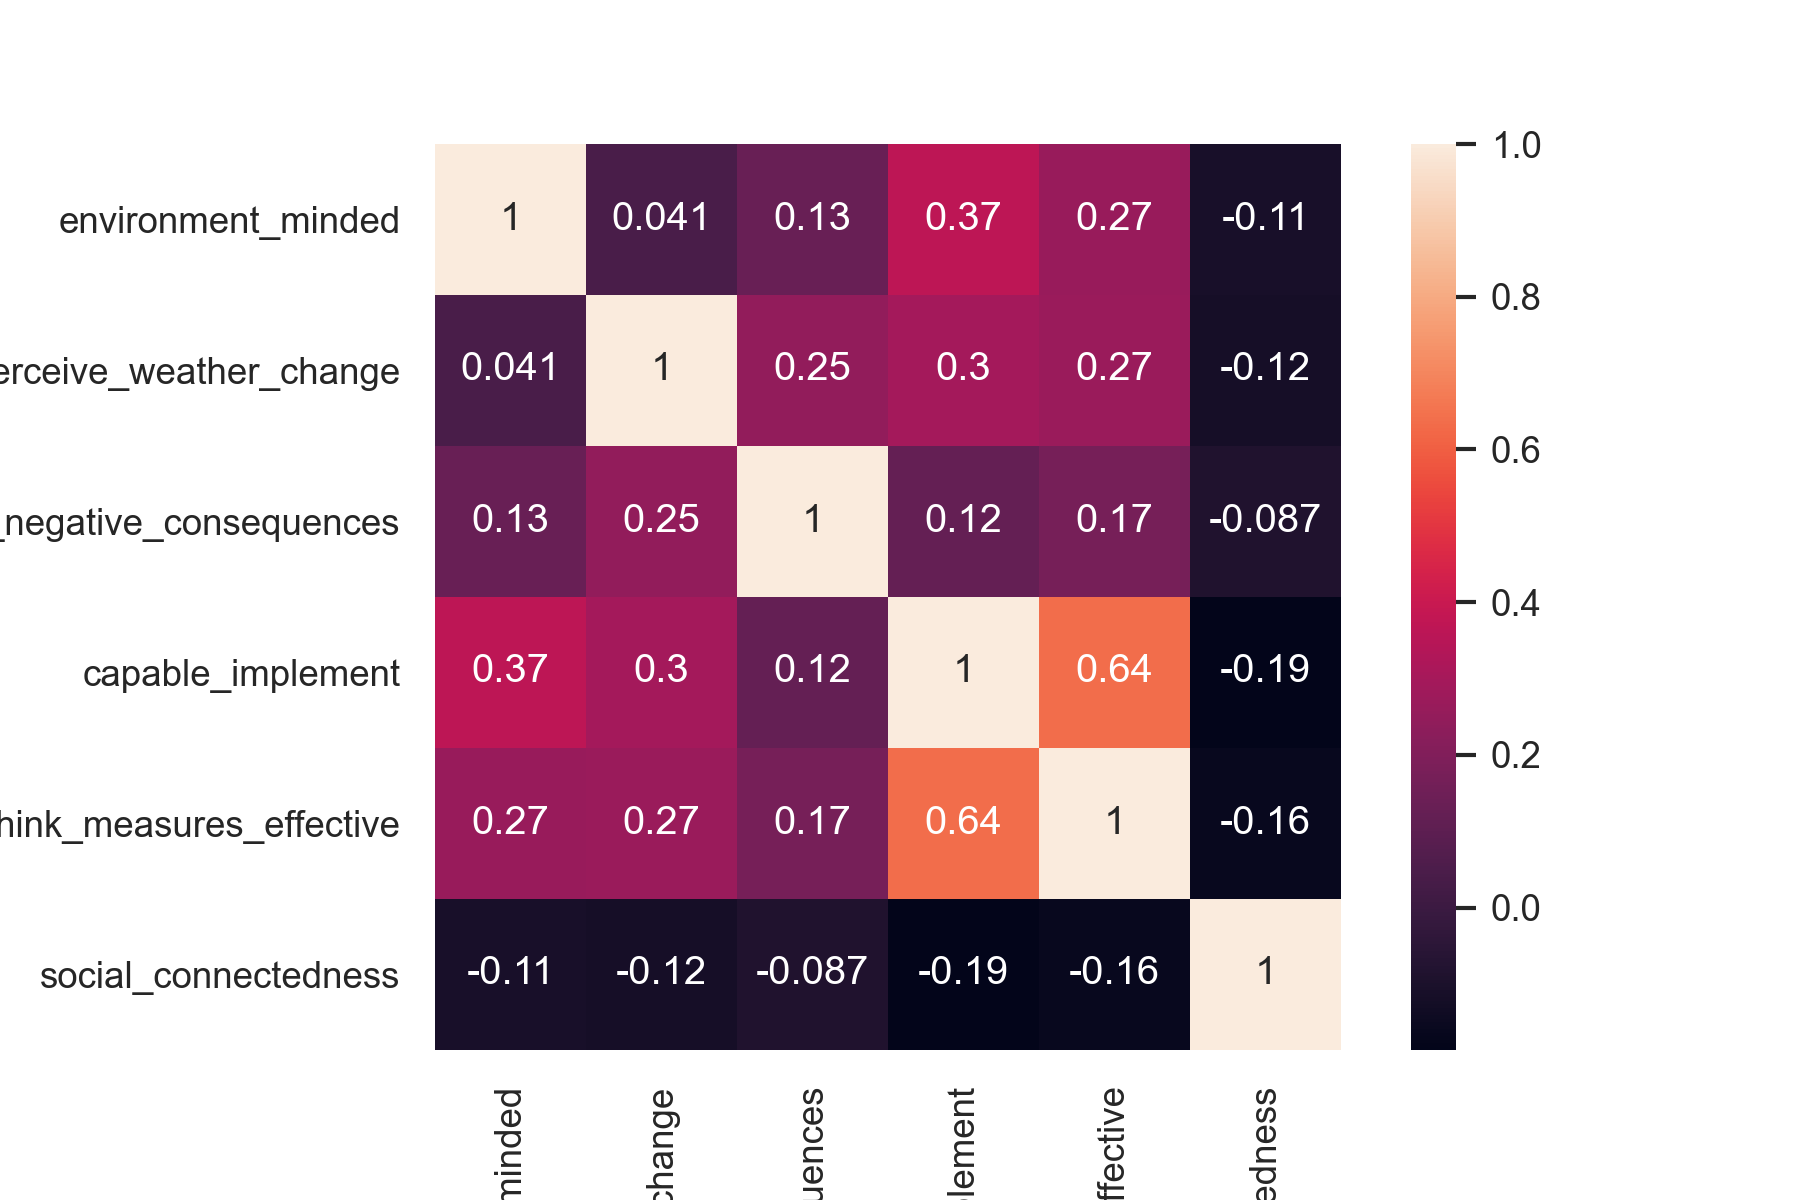 environment_minded 1 0.041 0.13 0.37 0.27 -0.11
erceive_weather_change 0.041 1 0.25 0.3 0.27 -0.12
_negative_consequences 0.13 0.25 1 0.12 0.17 -0.087
capable_implement 0.37 0.3 0.12 1 0.64 -0.19
hink_measures_effective 0.27 0.27 0.17 0.64 1 -0.16
social_connectedness -0.11 -0.12 -0.087 -0.19 -0.16 1
minded
change
uences
lement
ffective
edness
1.0
0.8
0.6
0.4
0.2
0.0